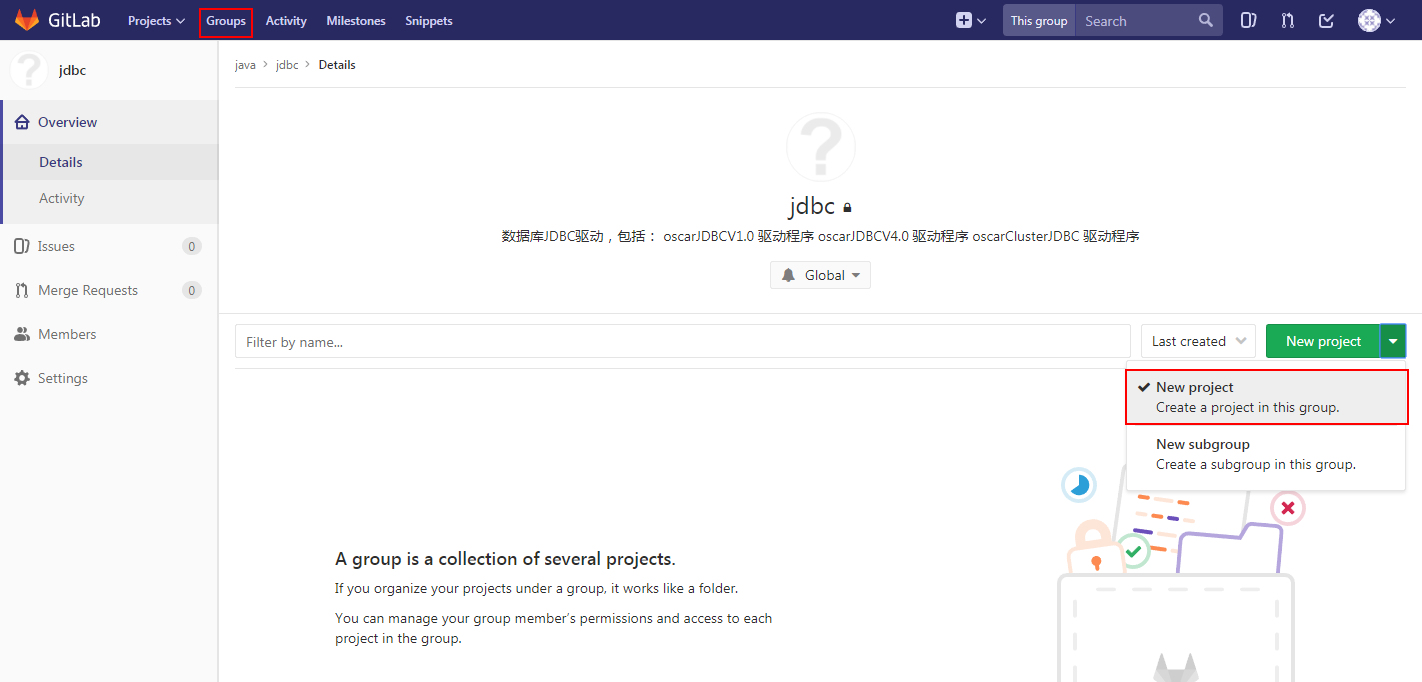 GitLab Projects Groups Activity Milestones Snippets This group Search
jdbc
java > jdbc > Details
Overview
Details
Activity
Issues 0
Merge Requests 0
Members
Settings
jdbc
数据库JDBC驱动，包括： oscarJDBCV1.0 驱动程序 oscarJDBCV4.0 驱动程序 oscarClusterJDBC 驱动程序
Global
Filter by name... Last created New project
New project
Create a project in this group.
New subgroup
Create a subgroup in this group.
A group is a collection of several projects.
If you organize your projects under a group, it works like a folder.
You can manage your group member’s permissions and access to each
project in the group.